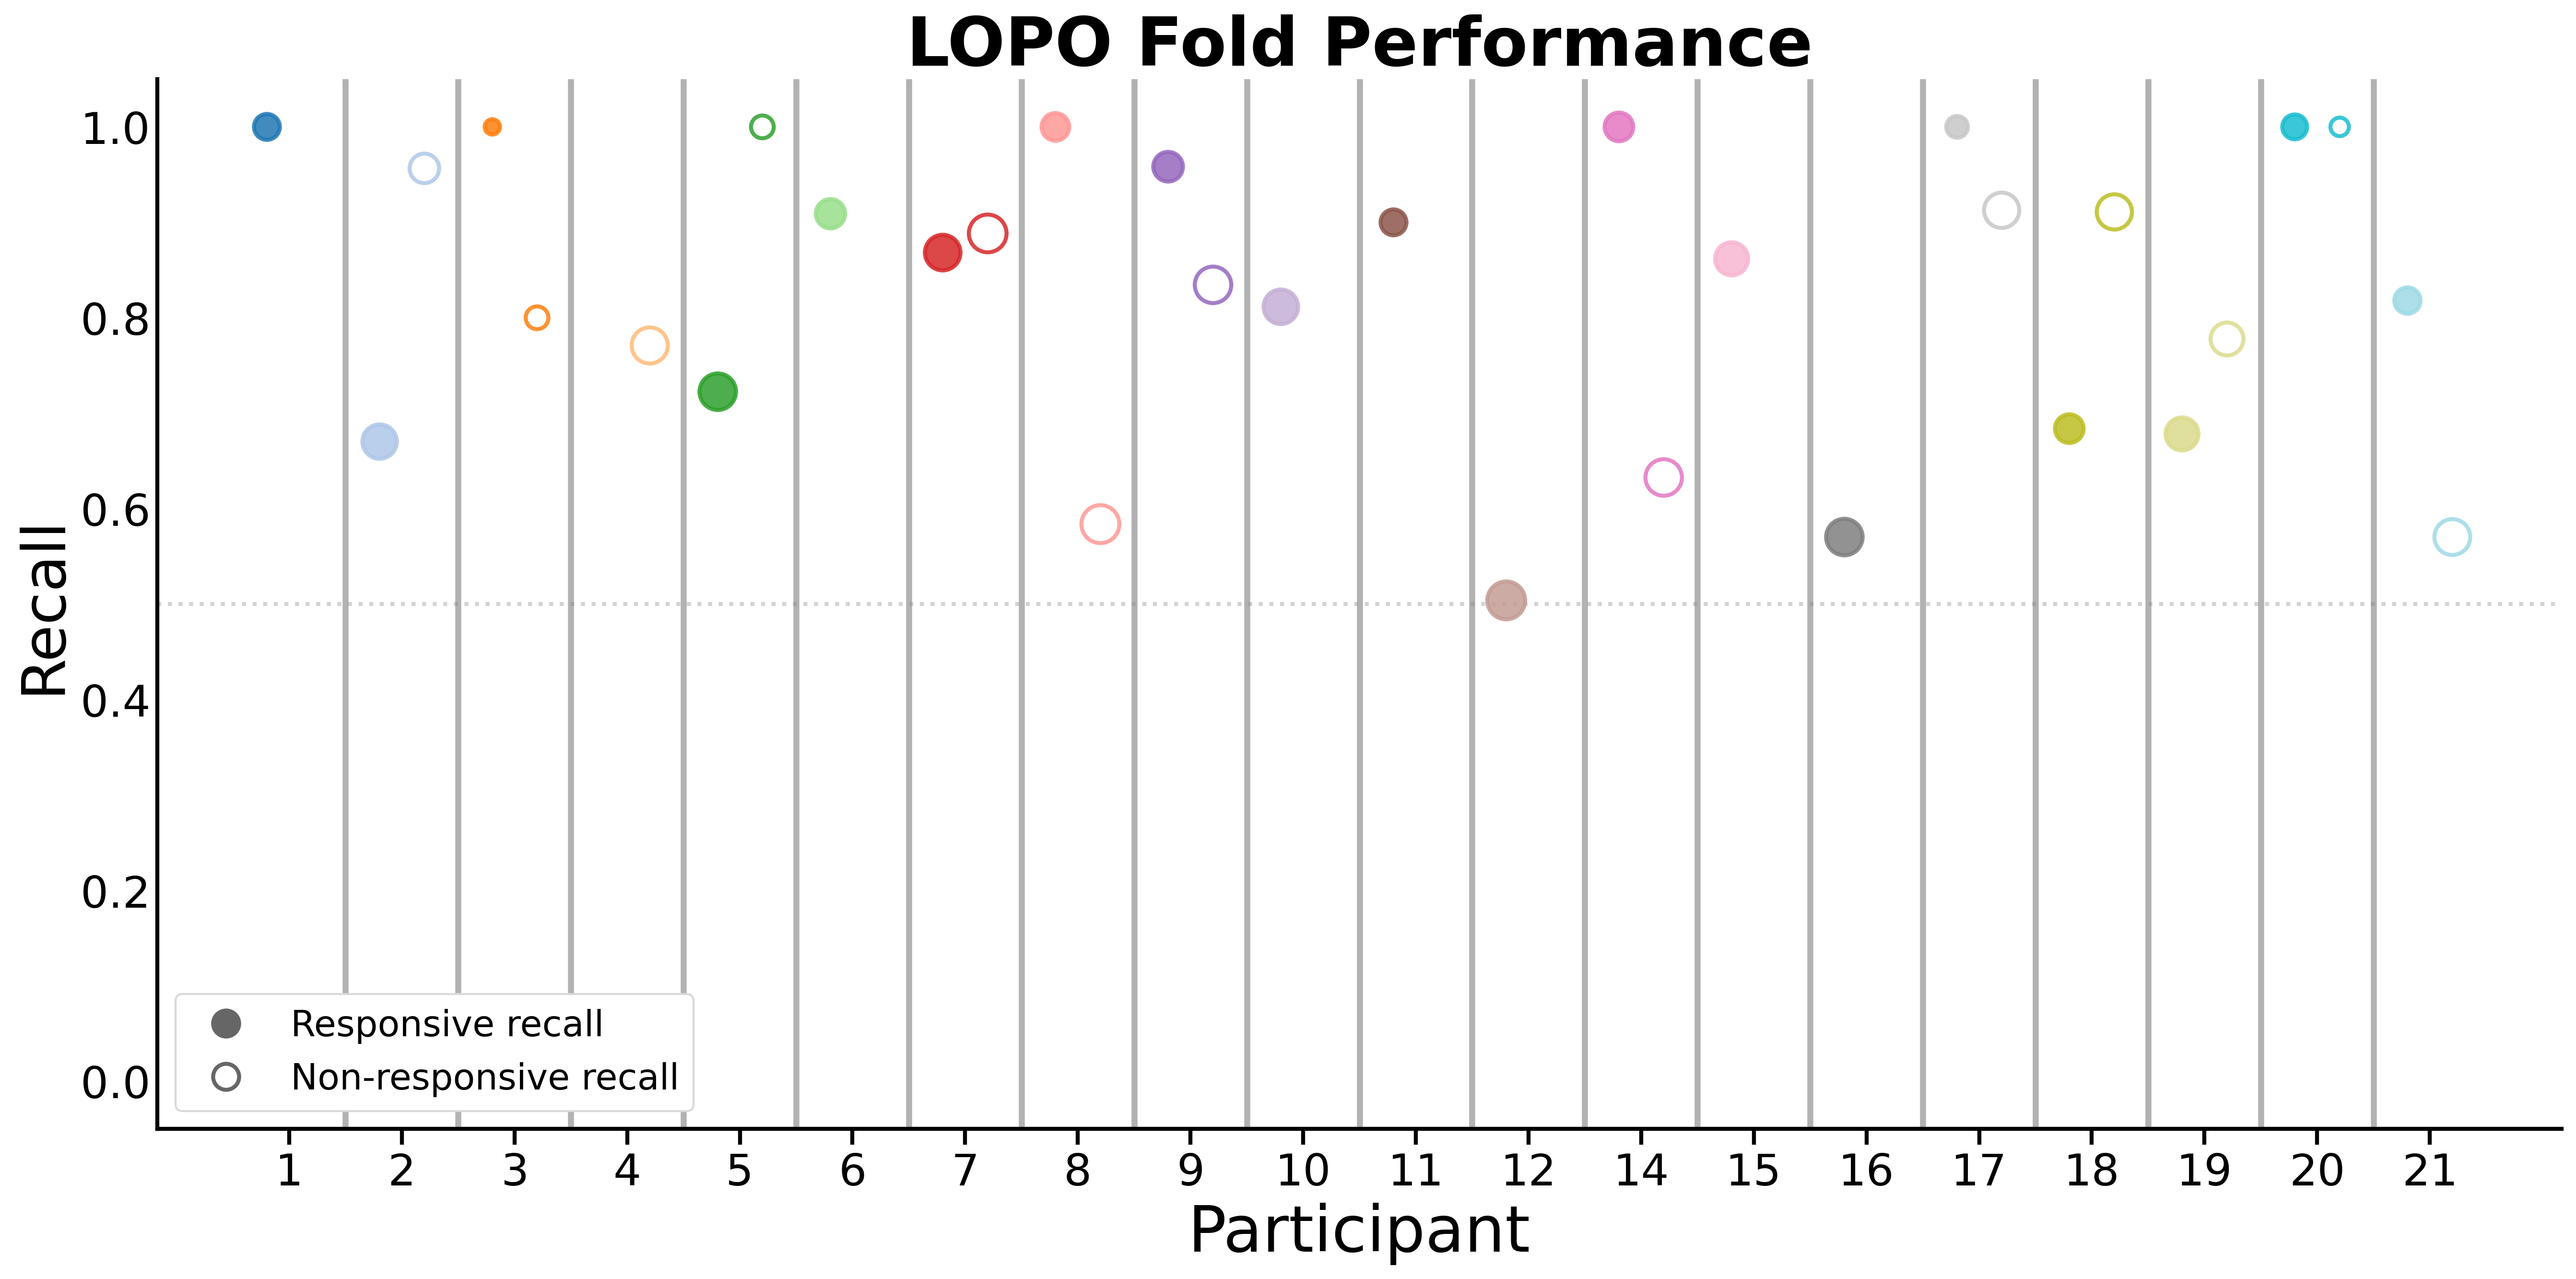 LOPO Fold Performance
Recall
1.0
0.8
0.6
0.4
0.2
0.0
Responsive recall
Non-responsive recall
1 2 3 4 5 6 7 8 9 10 11 12 14 15 16 17 18 19 20 21
Participant